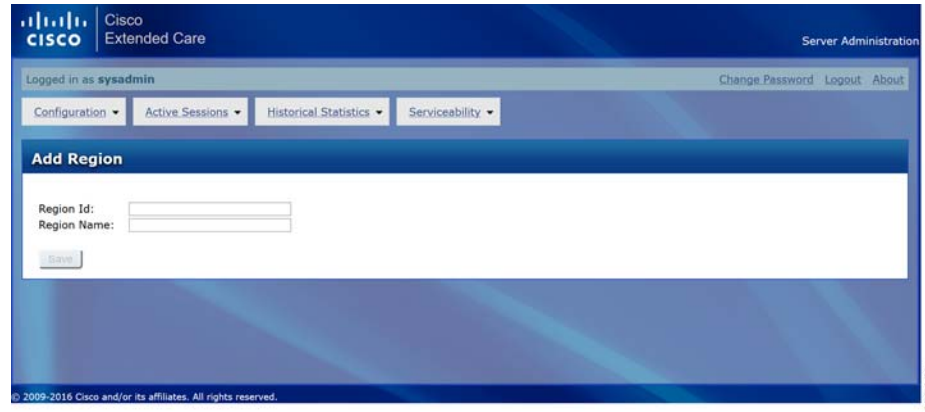 Cisco
Extended Care
CISCO
Server Administration
Logged in as sysadmin
Change Password Logout About
Configuration Active Sessions Historical Statistics Serviceability
Add Region
Region Id:
Region Name:
Save
© 2009-2016 Cisco and/or its affiliates. All rights reserved.